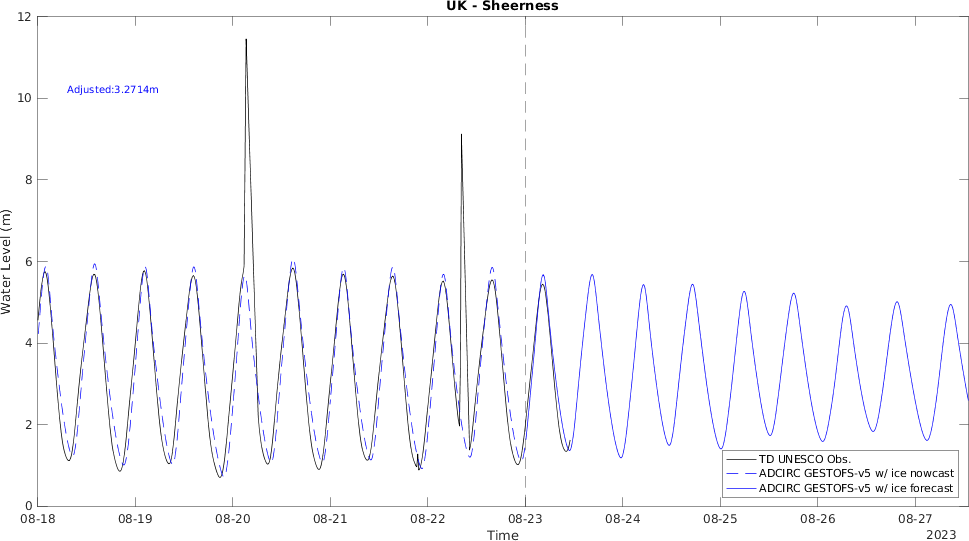 UK - Sheerness
12
10
8
6
4
2
0
Water Level (m)
Adjusted:3.2714m
TD UNESCO Obs.
ADCIRC GESTOFS-v5 w/ ice nowcast
ADCIRC GESTOFS-v5 w/ ice forecast
08-18 08-19 08-20 08-21 08-22 08-23 08-24 08-25 08-26 08-27
Time
2023